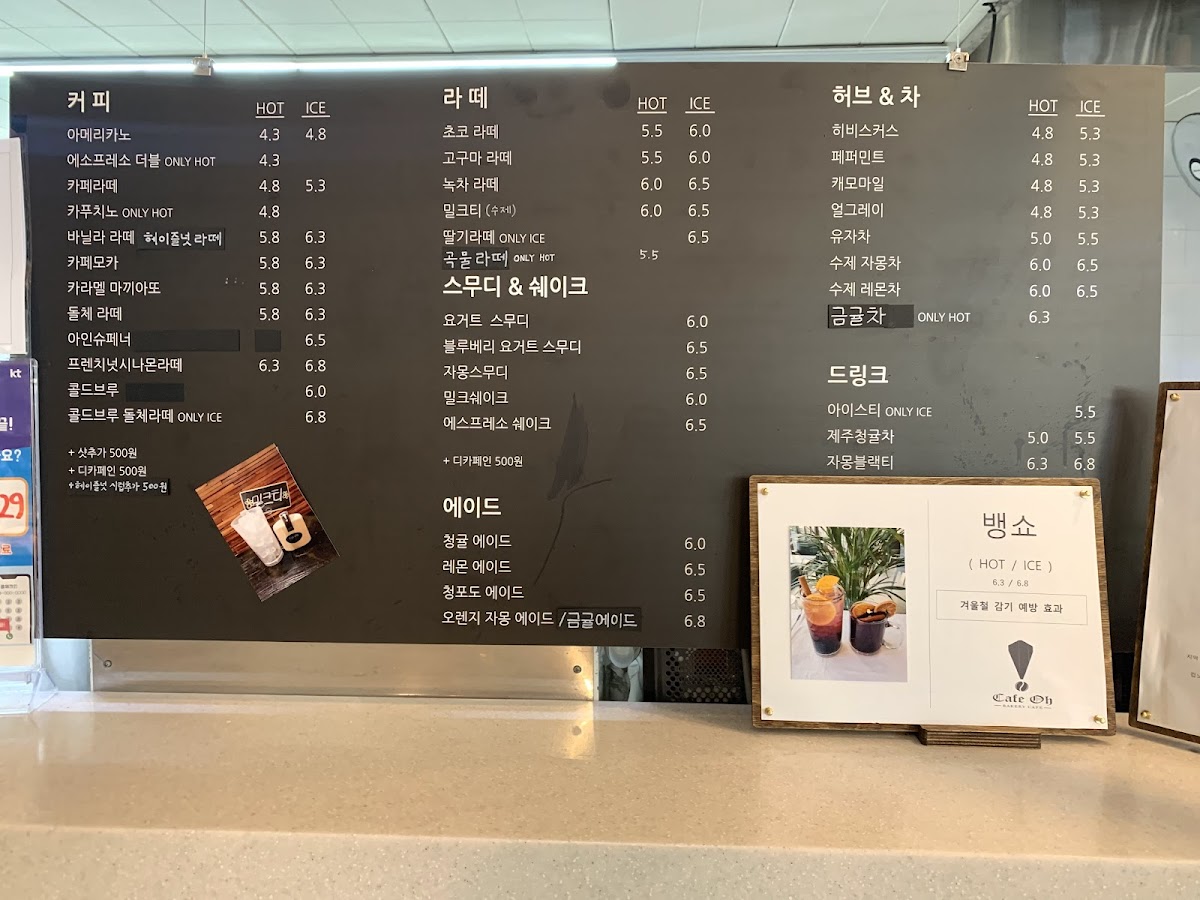 커 피 HOT ICE
아메리카노 4.3 4.8
에소프레소 더블 ONLY HOT 4.3
카페라떼 4.8 5.3
카푸치노 ONLY HOT 4.8
바닐라 라떼 헤이즐넛 라떼 5.8 6.3
카페모카 5.8 6.3
카라멜 마끼아또 5.8 6.3
돌체 라떼 5.8 6.3
아인슈페너 6.5
프렌치넛시나몬라떼 6.3 6.8
콜드브루 6.0
콜드브루 돌체라떼 ONLY ICE 6.8
+ 샷추가 500원
+ 디카페인 500원
+헤이즐넛 시럽추가 500원
라 떼 HOT ICE
초코 라떼 5.5 6.0
고구마 라떼 5.5 6.0
녹차 라떼 6.0 6.5
밀크티 (수제) 6.0 6.5
딸기라떼 ONLY ICE 6.5
곡물라떼 ONLY HOT 5.5
스무디 & 쉐이크
요거트 스무디 6.0
블루베리 요거트 스무디 6.5
자몽스무디 6.5
밀크쉐이크 6.0
에스프레소 쉐이크 6.5
+ 디카페인 500원
에이드
청귤 에이드 6.0
레몬 에이드 6.5
청포도 에이드 6.5
오렌지 자몽 에이드 /금귤에이드 6.8
허브 & 차 HOT ICE
히비스커스 4.8 5.3
페퍼민트 4.8 5.3
캐모마일 4.8 5.3
얼그레이 4.8 5.3
유자차 5.0 5.5
수제 자몽차 6.0 6.5
수제 레몬차 6.0 6.5
금귤차 ONLY HOT 6.3
드링크
아이스티 ONLY ICE 5.5
제주청귤차 5.0 5.5
자몽블랙티 6.3 6.8
뱅쇼
( HOT / ICE )
6.3 / 6.8
겨울철 감기 예방 효과
Cafe Oh
BAKERY CAFE
kt
요?
29